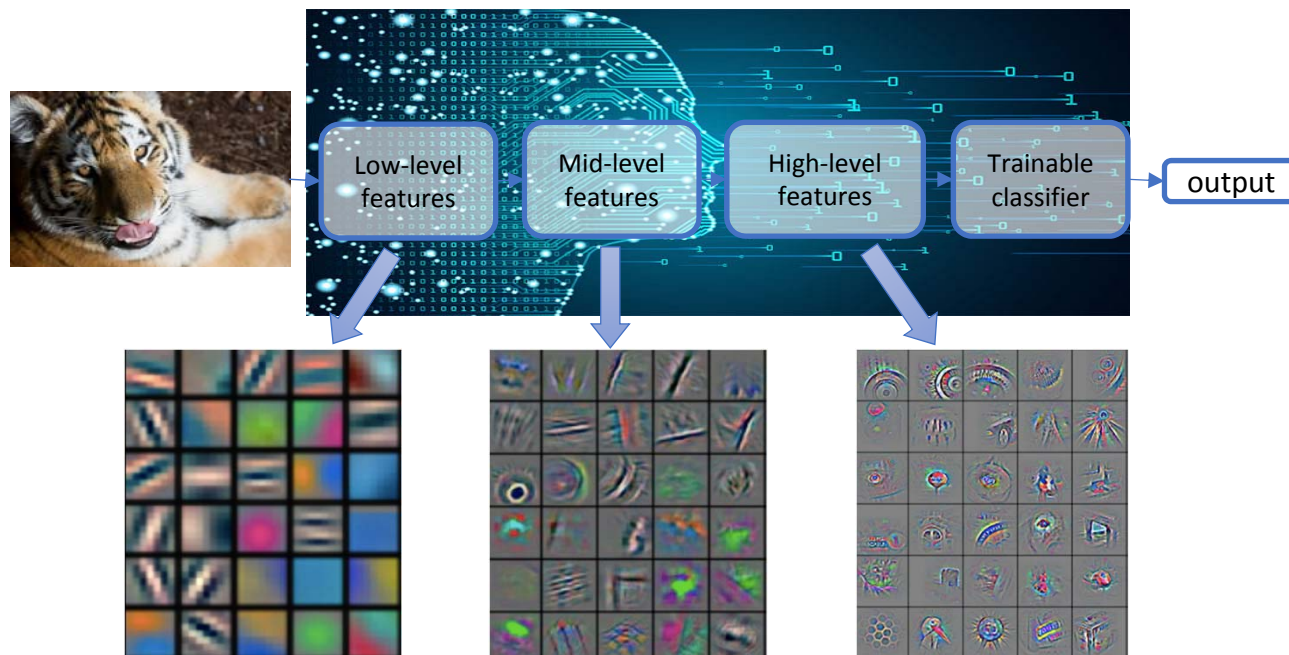 Low-level
features
Mid-level
features
High-level
features
Trainable
classifier
output